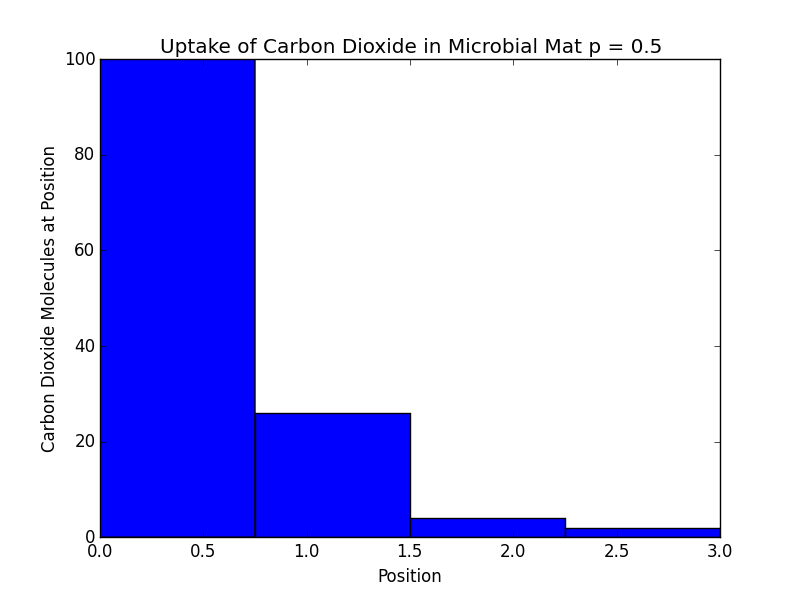 Uptake of Carbon Dioxide in Microbial Mat p = 0.5
100
80
60
40
20
0
Carbon Dioxide Molecules at Position
0.0 0.5 1.0 1.5 2.0 2.5 3.0
Position